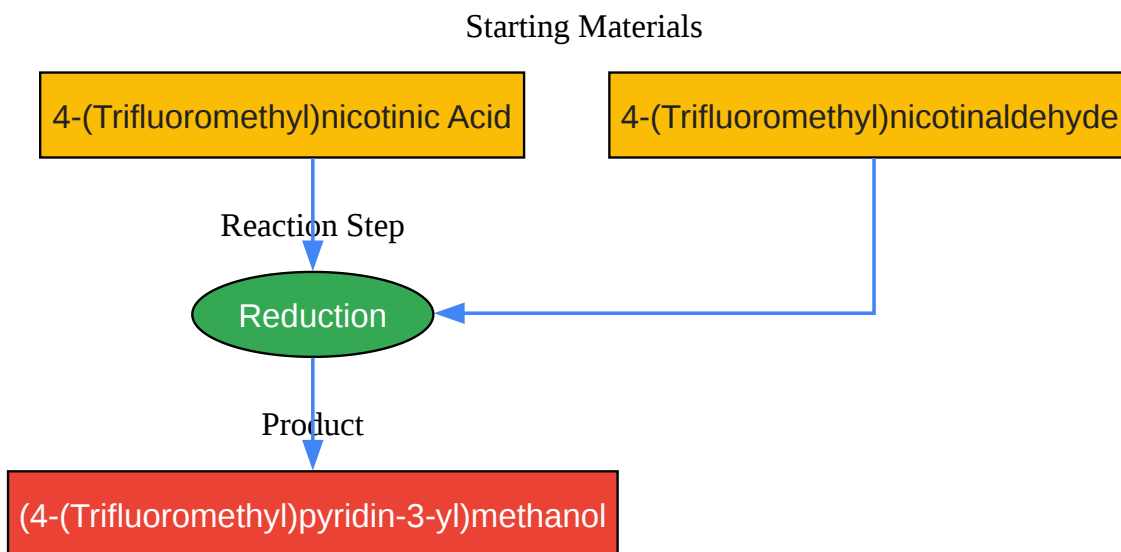 Starting Materials
4-(Trifluoromethyl)nicotinic Acid
4-(Trifluoromethyl)nicotinaldehyde
Reaction Step
Reduction
Product
(4-(Trifluoromethyl)pyridin-3-yl)methanol